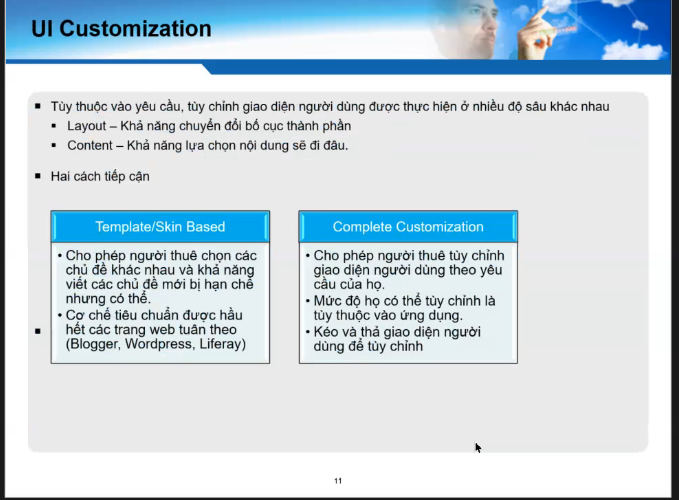 UI Customization
Tùy thuộc vào yêu cầu, tùy chỉnh giao diện người dùng được thực hiện ở nhiều độ sâu khác nhau
Layout – Khả năng chuyển đổi bố cục thành phần
Content – Khả năng lựa chọn nội dung sẽ đi đâu.
Hai cách tiếp cận
Template/Skin Based
Cho phép người thuê chọn các
chủ đề khác nhau và khả năng
viết các chủ đề mới bị hạn chế
nhưng có thể.
Cơ chế tiêu chuẩn được hầu
hết các trang web tuân theo
(Blogger, Wordpress, Liferay)
Complete Customization
Cho phép người thuê tùy chỉnh
giao diện người dùng theo yêu
cầu của họ.
Mức độ họ có thể tùy chỉnh là
tùy thuộc vào ứng dụng.
Kéo và thả giao diện người
dùng để tùy chỉnh
11